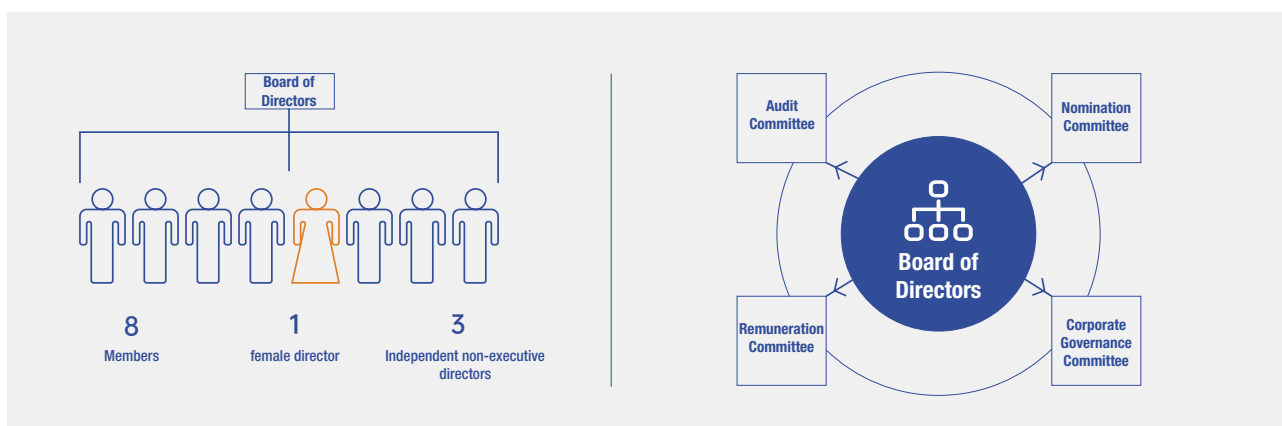 Board of
Directors
8
Members
1
female director
3
Independent non-executive
directors
Audit
Committee
Nomination
Committee
Board of
Directors
Remuneration
Committee
Corporate
Governance
Committee